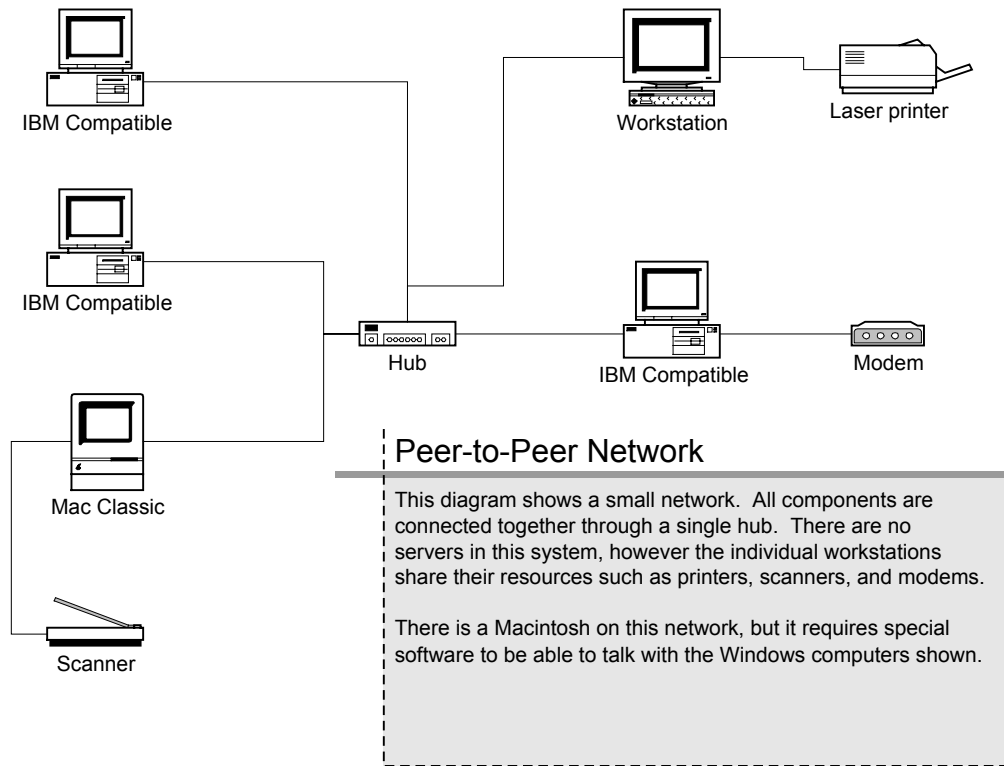 IBM Compatible
Workstation
Laser printer
IBM Compatible
Hub
IBM Compatible
Modem
Mac Classic
Scanner
Peer-to-Peer Network
This diagram shows a small network.  All components are
connected together through a single hub.  There are no
servers in this system, however the individual workstations
share their resources such as printers, scanners, and modems.
There is a Macintosh on this network, but it requires special
software to be able to talk with the Windows computers shown.